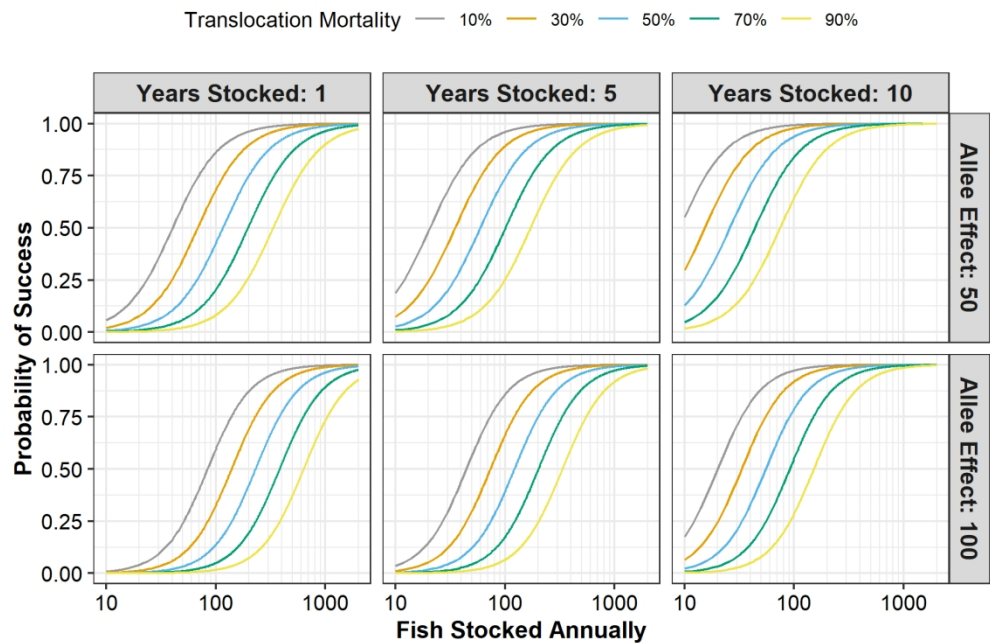 Translocation Mortality 10% 30% 50% 70% 90%
Years Stocked: 1 Years Stocked: 5 Years Stocked: 10
1.00
0.75
0.50
0.25
0.00
Allee Effect: 50
1.00
0.75
0.50
0.25
0.00
Allee Effect: 100
Probability of Success
10 100 1000 10 100 1000 10 100 1000
Fish Stocked Annually